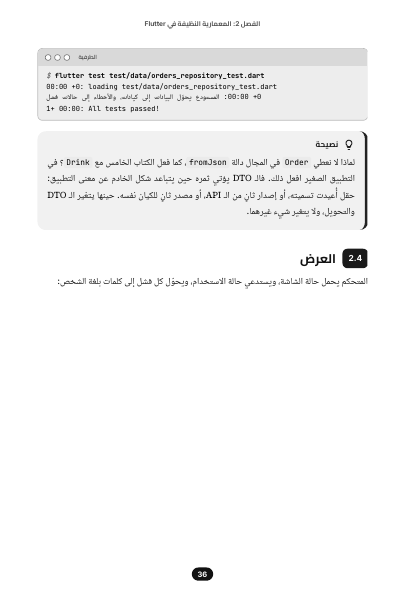 الفصل 2: المعمارية النظيفة في Flutter
الطرفية
$ flutter test test/data/orders_repository_test.dart
00:00 +0: loading test/data/orders_repository_test.dart
00:00 +0: المستودع يحوّل البيانات إلى كيانات، والأخطاء إلى حالات فشل
00:00 +1: All tests passed!
نصيحة
لماذا لا نعطي Order في المجال دالة fromJson، كما فعل الكتاب الخامس مع Drink؟ في
التطبيق الصغير افعل ذلك. فالـ DTO يؤتي ثمره حين يتباعد شكل الخادم عن معنى التطبيق:
حقل أُعيدت تسميته، أو إصدار ثانٍ من الـ API، أو مصدر ثانٍ للكيان نفسه. حينها يتغير الـ DTO
والتحويل، ولا يتغير شيء غيرهما.
2.4 العرض
المتحكم يحمل حالة الشاشة، ويستدعي حالة الاستخدام، ويحوّل كل فشل إلى كلمات بلغة الشخص:
36